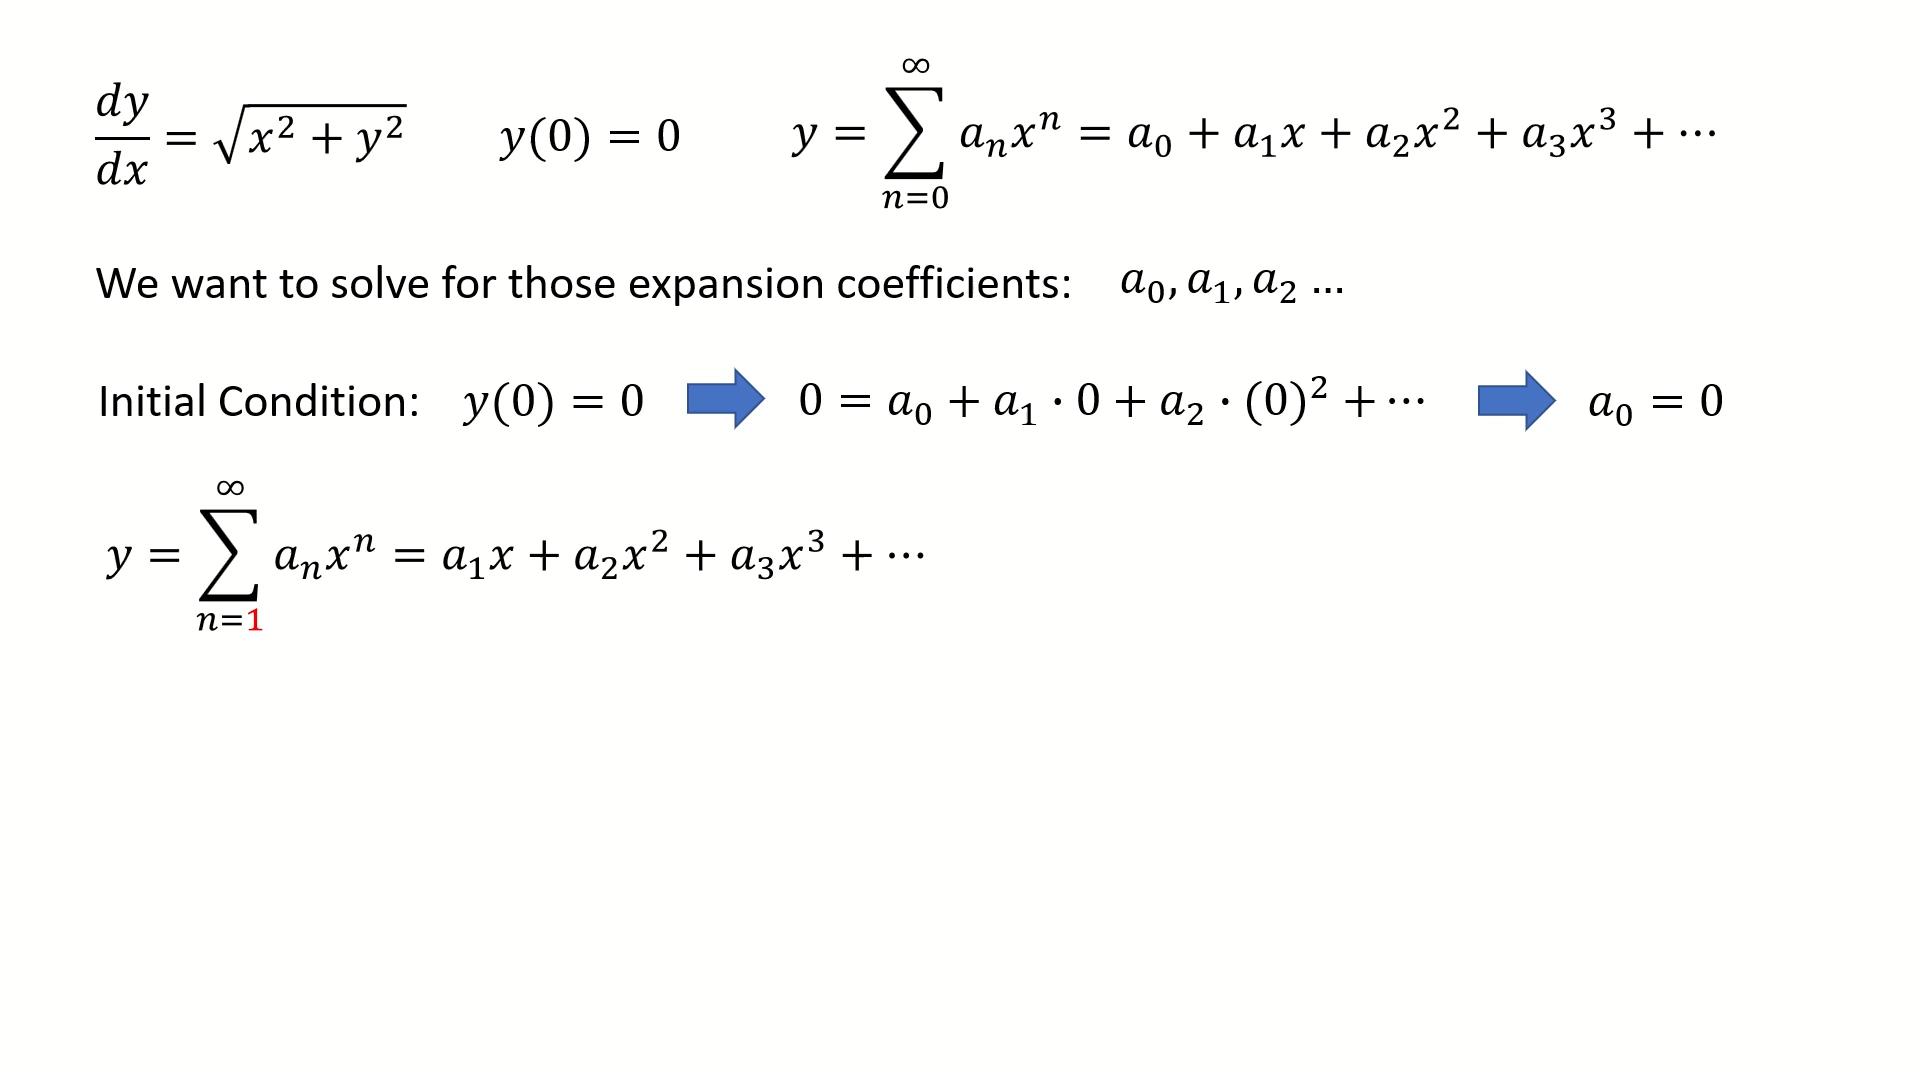 dy/dx = √(x² + y²)    y(0) = 0    y = ∑_{n=0}^{∞} aₙxⁿ = a₀ + a₁x + a₂x² + a₃x³ + ⋯
We want to solve for those expansion coefficients: a₀, a₁, a₂ …
Initial Condition: y(0) = 0 ➡ 0 = a₀ + a₁ · 0 + a₂ · (0)² + ⋯ ➡ a₀ = 0
y = ∑_{n=1}^{∞} aₙxⁿ = a₁x + a₂x² + a₃x³ + ⋯